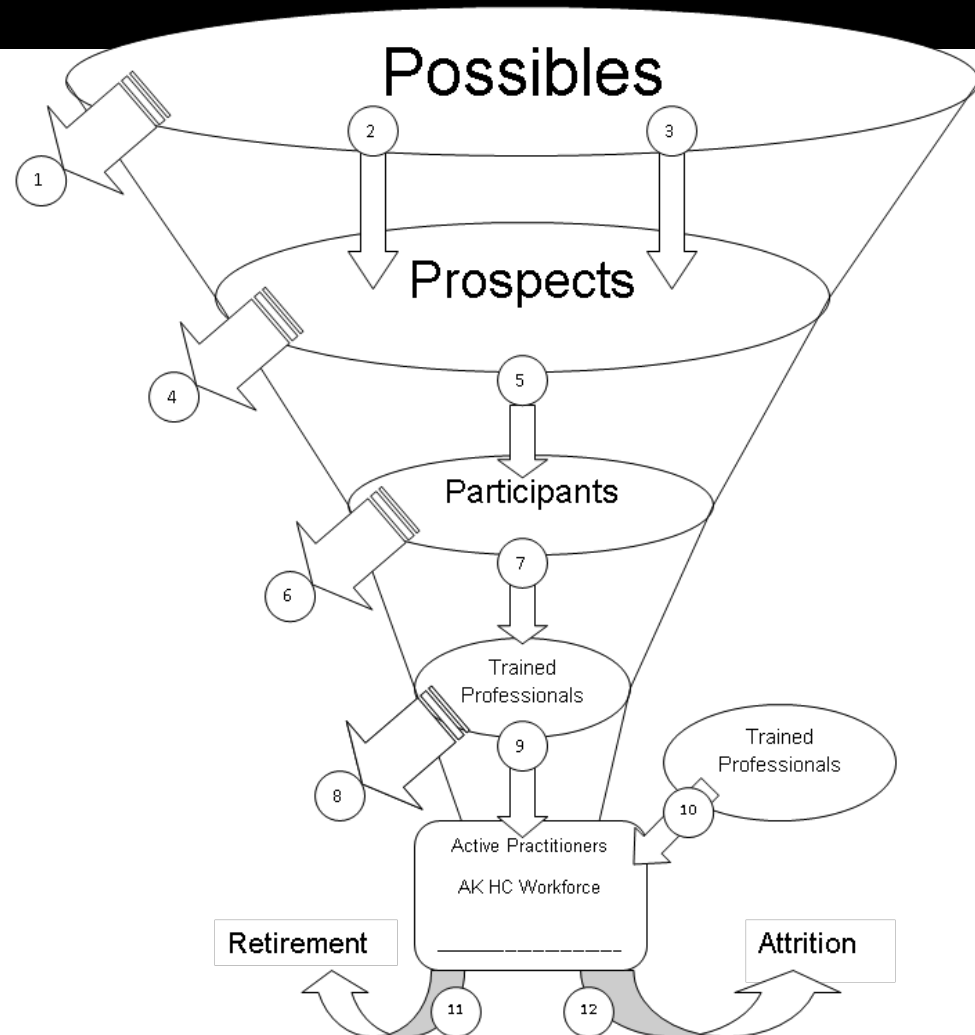 Possibles
2
3
1
Prospects
4
5
Participants
6
7
Trained
Professionals
8
9
Trained
Professionals
10
Active Practitioners
AK HC Workforce
Retirement
Attrition
11
12